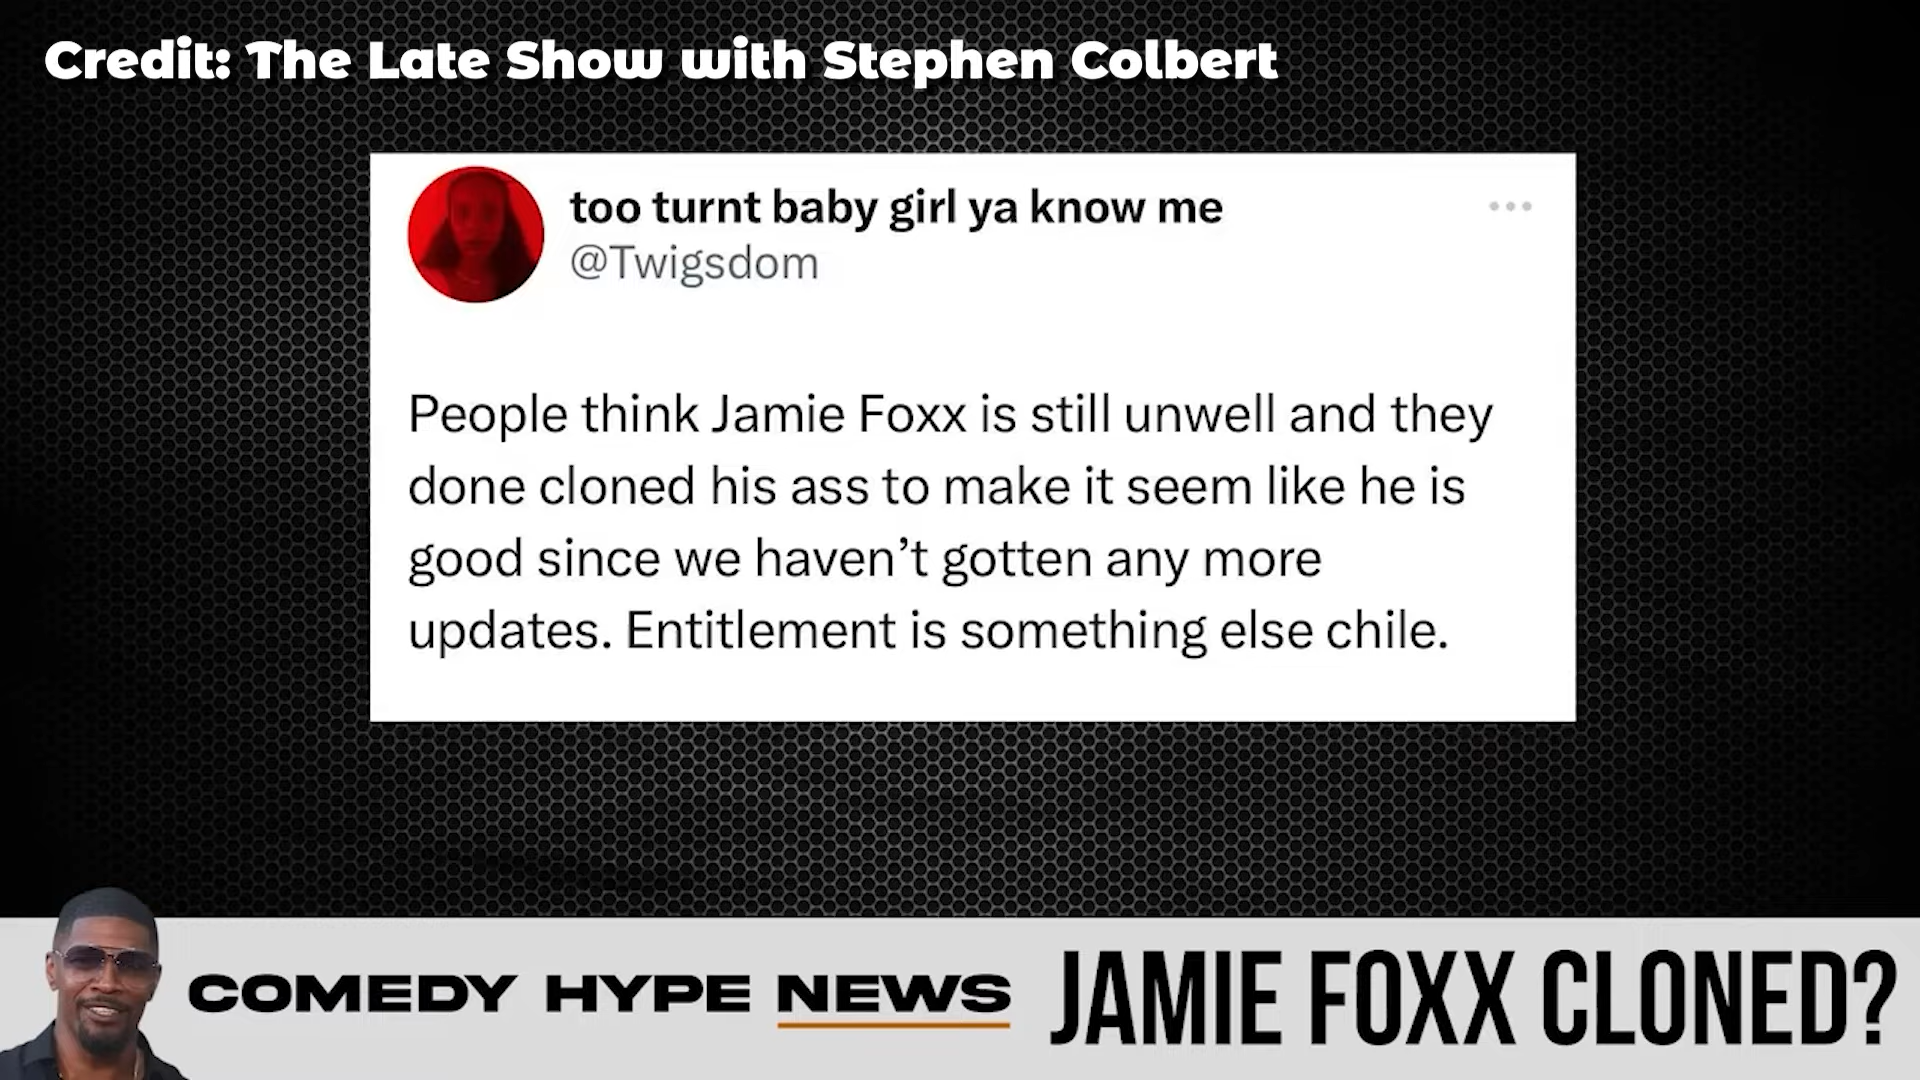 Credit: The Late Show with Stephen Colbert
too turnt baby girl ya know me
@Twigsdom
People think Jamie Foxx is still unwell and they
done cloned his ass to make it seem like he is
good since we haven’t gotten any more
updates. Entitlement is something else chile.
COMEDY HYPE NEWS
JAMIE FOXX CLONED?